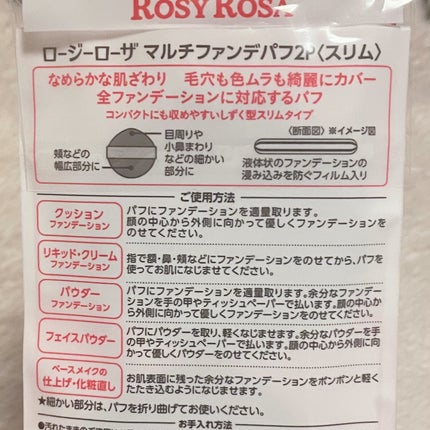 ROSY ROSA
ロージーローザ マルチファンデパフ2P〈スリム〉
なめらかな肌ざわり 毛穴も色ムラも綺麗にカバー
全ファンデーションに対応するパフ
コンパクトにも収めやすいしずく型スリムタイプ
頬などの
幅広部分に
目周りや
小鼻まわり
などの細かい
部分に
〈断面図〉※イメージ図
液体状のファンデーションの
浸み込みを防ぐフィルム入り
ご使用方法
クッション
ファンデーション
パフにファンデーションを適量取ります。
顔の中心から外側に向かって優しくファンデーションを
のせてください。
リキッド・クリーム
ファンデーション
指で額・鼻・頬などにファンデーションをのせてから、パフを
使ってお肌になじませてください。
パウダー
ファンデーション
パフにファンデーションを適量取ります。余分なファンデー
ションを手の甲やティッシュペーパーで払います。顔の中心か
ら外側に向かって優しくファンデーションをのせてください。
フェイスパウダー
パフにパウダーを取り、軽くなじませます。余分なパウダーを手
の甲やティッシュペーパーで払います。顔の中心から外側に向
かって優しくパウダーをのせてください。
ベースメイクの
仕上げ・化粧直し
お肌表面に残った余分なファンデーションをポンポンと軽く
たたき込むようになじませてください。
★細かい部分は、パフを折り曲げてお使いください。
お手入れ方法